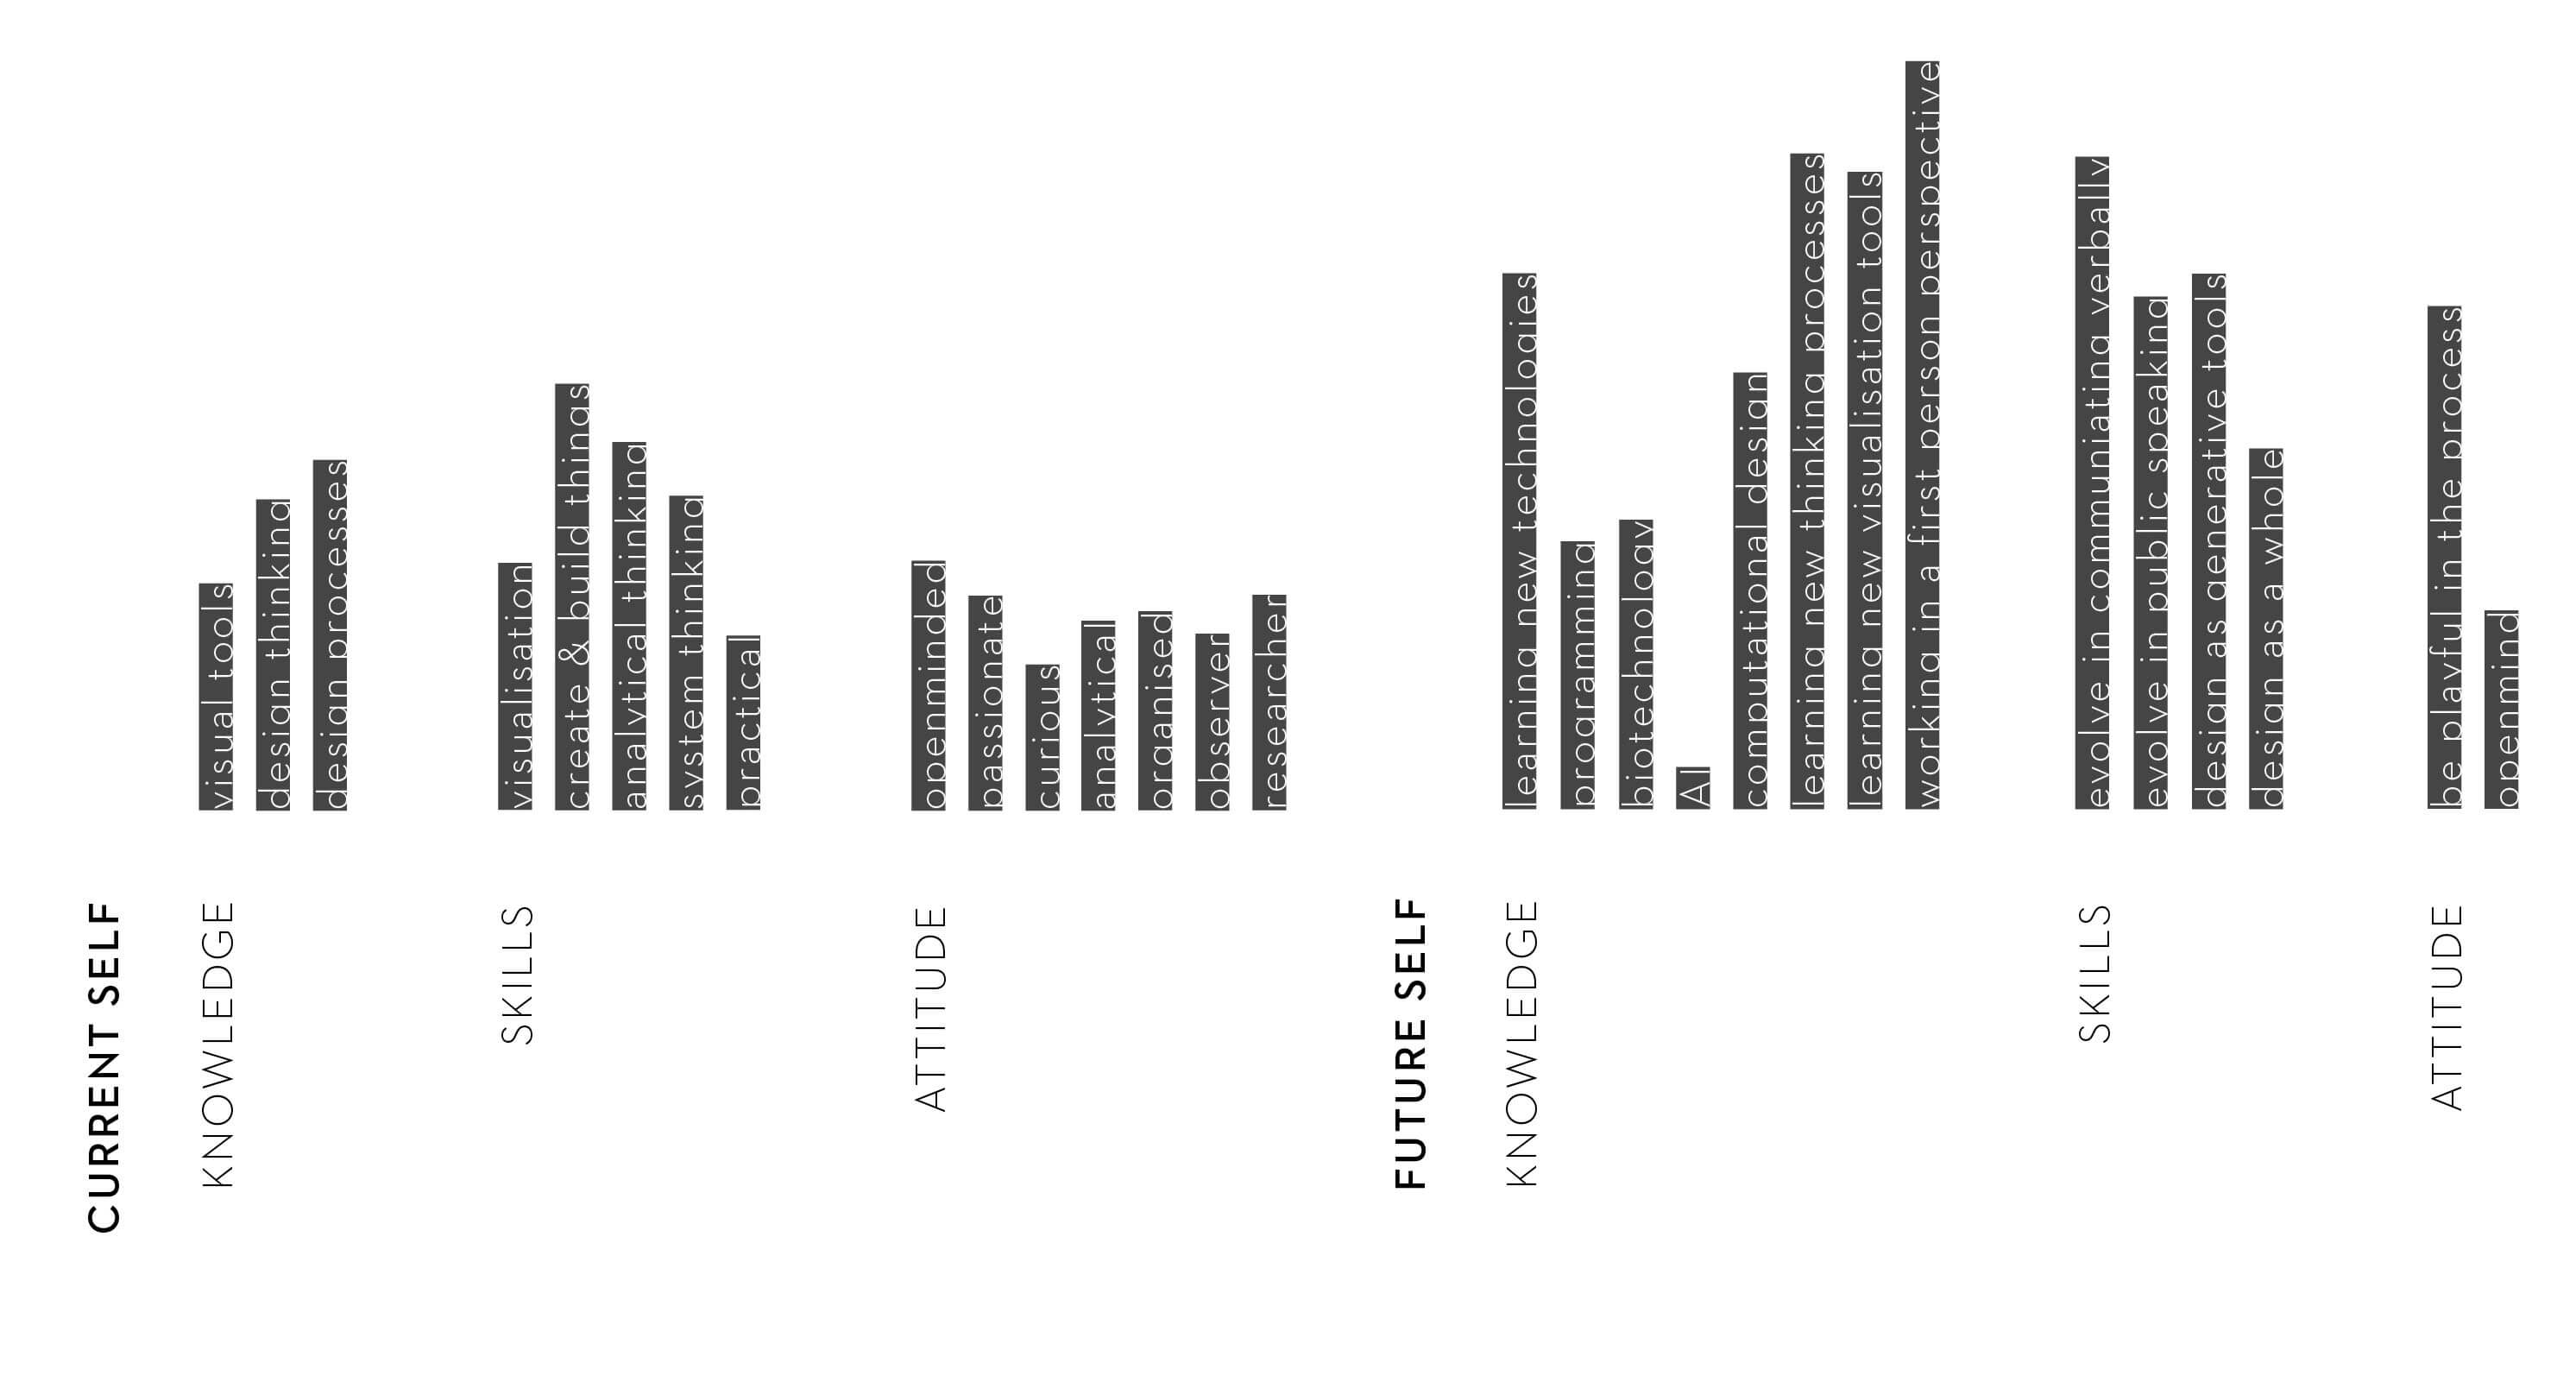 CURRENT SELF
KNOWLEDGE
visual tools
design thinking
design processes
SKILLS
visualisation
create & build things
analytical thinking
system thinking
practical
ATTITUDE
openminded
passionate
curious
analytical
organised
observer
researcher
FUTURE SELF
KNOWLEDGE
learning new technologies
programming
biotechnology
AI
computational design
learning new thinking processes
learning new visualisation tools
working in a first person perspective
SKILLS
evolve in communiating verbally
evolve in public speaking
design as generative tools
design as a whole
ATTITUDE
be playful in the process
openmind